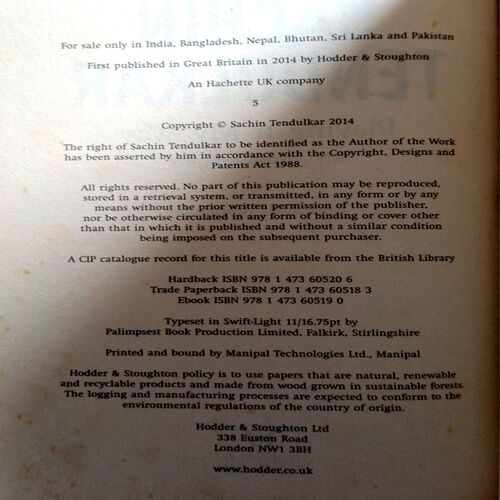 For sale only in India, Bangladesh, Nepal, Bhutan, Sri Lanka and Pakistan
First published in Great Britain in 2014 by Hodder & Stoughton
An Hachette UK company
5
Copyright © Sachin Tendulkar 2014
The right of Sachin Tendulkar to be identified as the Author of the Work
has been asserted by him in accordance with the Copyright, Designs and
Patents Act 1988.
All rights reserved. No part of this publication may be reproduced,
stored in a retrieval system, or transmitted, in any form or by any
means without the prior written permission of the publisher,
nor be otherwise circulated in any form of binding or cover other
than that in which it is published and without a similar condition
being imposed on the subsequent purchaser.
A CIP catalogue record for this title is available from the British Library
Hardback ISBN 978 1 473 60520 6
Trade Paperback ISBN 978 1 473 60518 3
Ebook ISBN 978 1 473 60519 0
Typeset in Swift-Light 11/16.75pt by
Palimpsest Book Production Limited, Falkirk, Stirlingshire
Printed and bound by Manipal Technologies Ltd., Manipal
Hodder & Stoughton policy is to use papers that are natural, renewable
and recyclable products and made from wood grown in sustainable forests.
The logging and manufacturing processes are expected to conform to the
environmental regulations of the country of origin.
Hodder & Stoughton Ltd
338 Euston Road
London NW1 3BH
www.hodder.co.uk